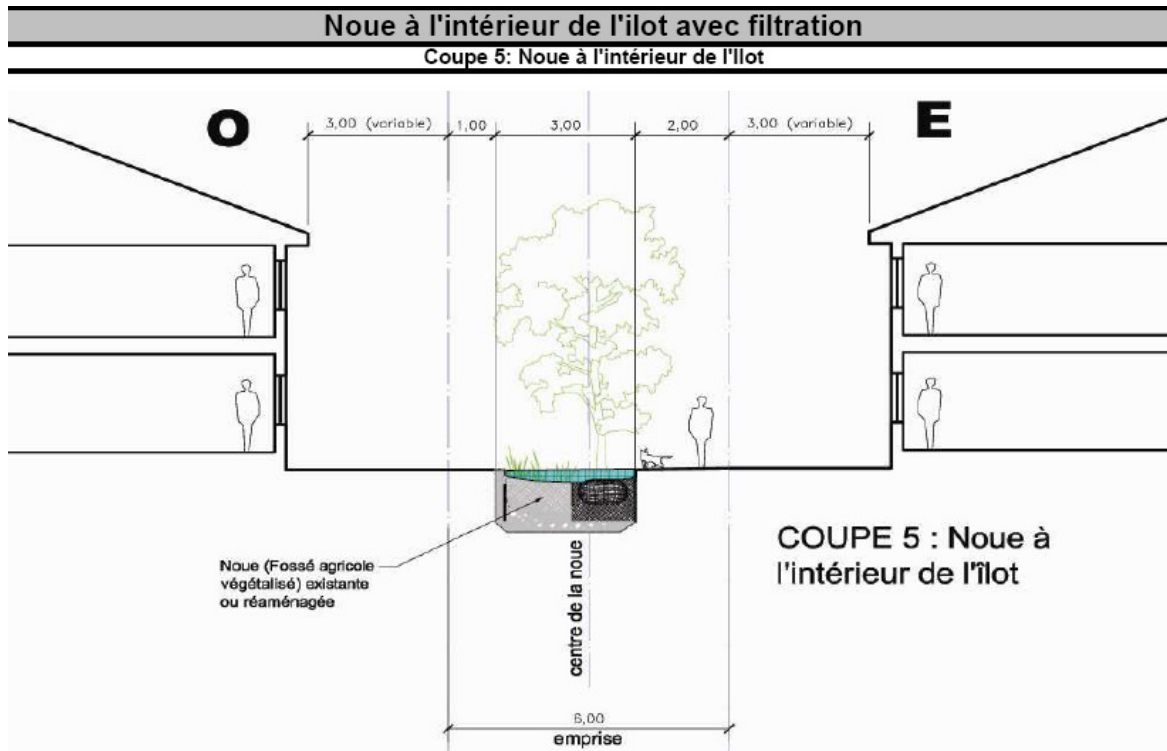 Noue à l'intérieur de l'ilot avec filtration
Coupe 5: Noue à l'intérieur de l'Ilot
O
3,00 (variable)
1,00
3,00
2,00
3,00 (variable)
E
Noue (Fossé agricole
végétalisé) existante
ou réaménagée
centre de la noue
COUPE 5 : Noue à
l'intérieur de l'îlot
6,00
emprise